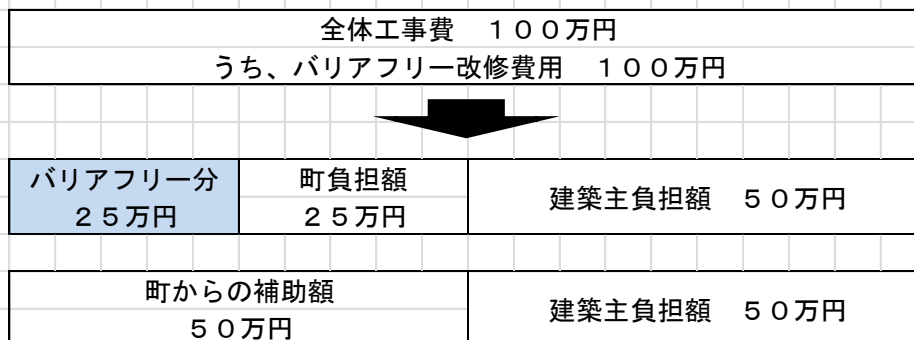 全体工事費　１００万円
うち、バリアフリー改修費用　１００万円
バリアフリー分
２５万円
町負担額
２５万円
建築主負担額　５０万円
町からの補助額
５０万円
建築主負担額　５０万円